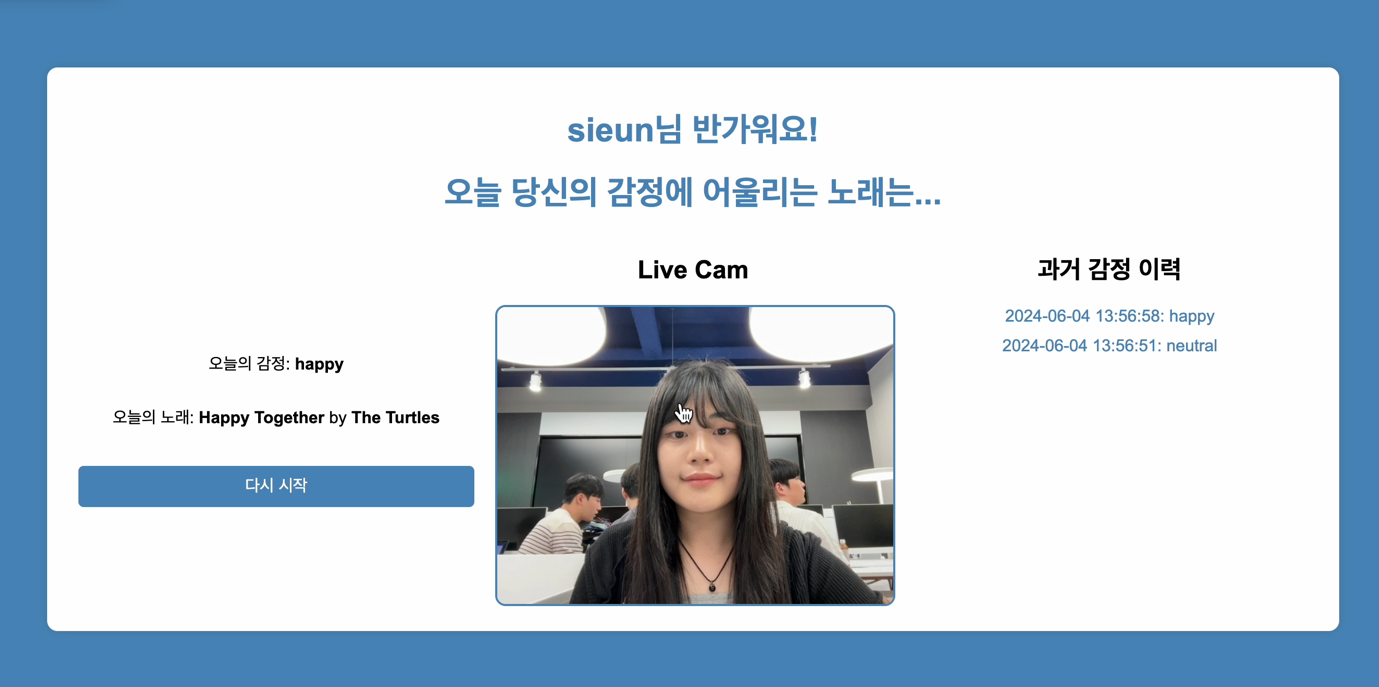 sieun님 반가워요!
오늘 당신의 감정에 어울리는 노래는...
오늘의 감정: happy
오늘의 노래: Happy Together by The Turtles
다시 시작
Live Cam
과거 감정 이력
2024-06-04 13:56:58: happy
2024-06-04 13:56:51: neutral